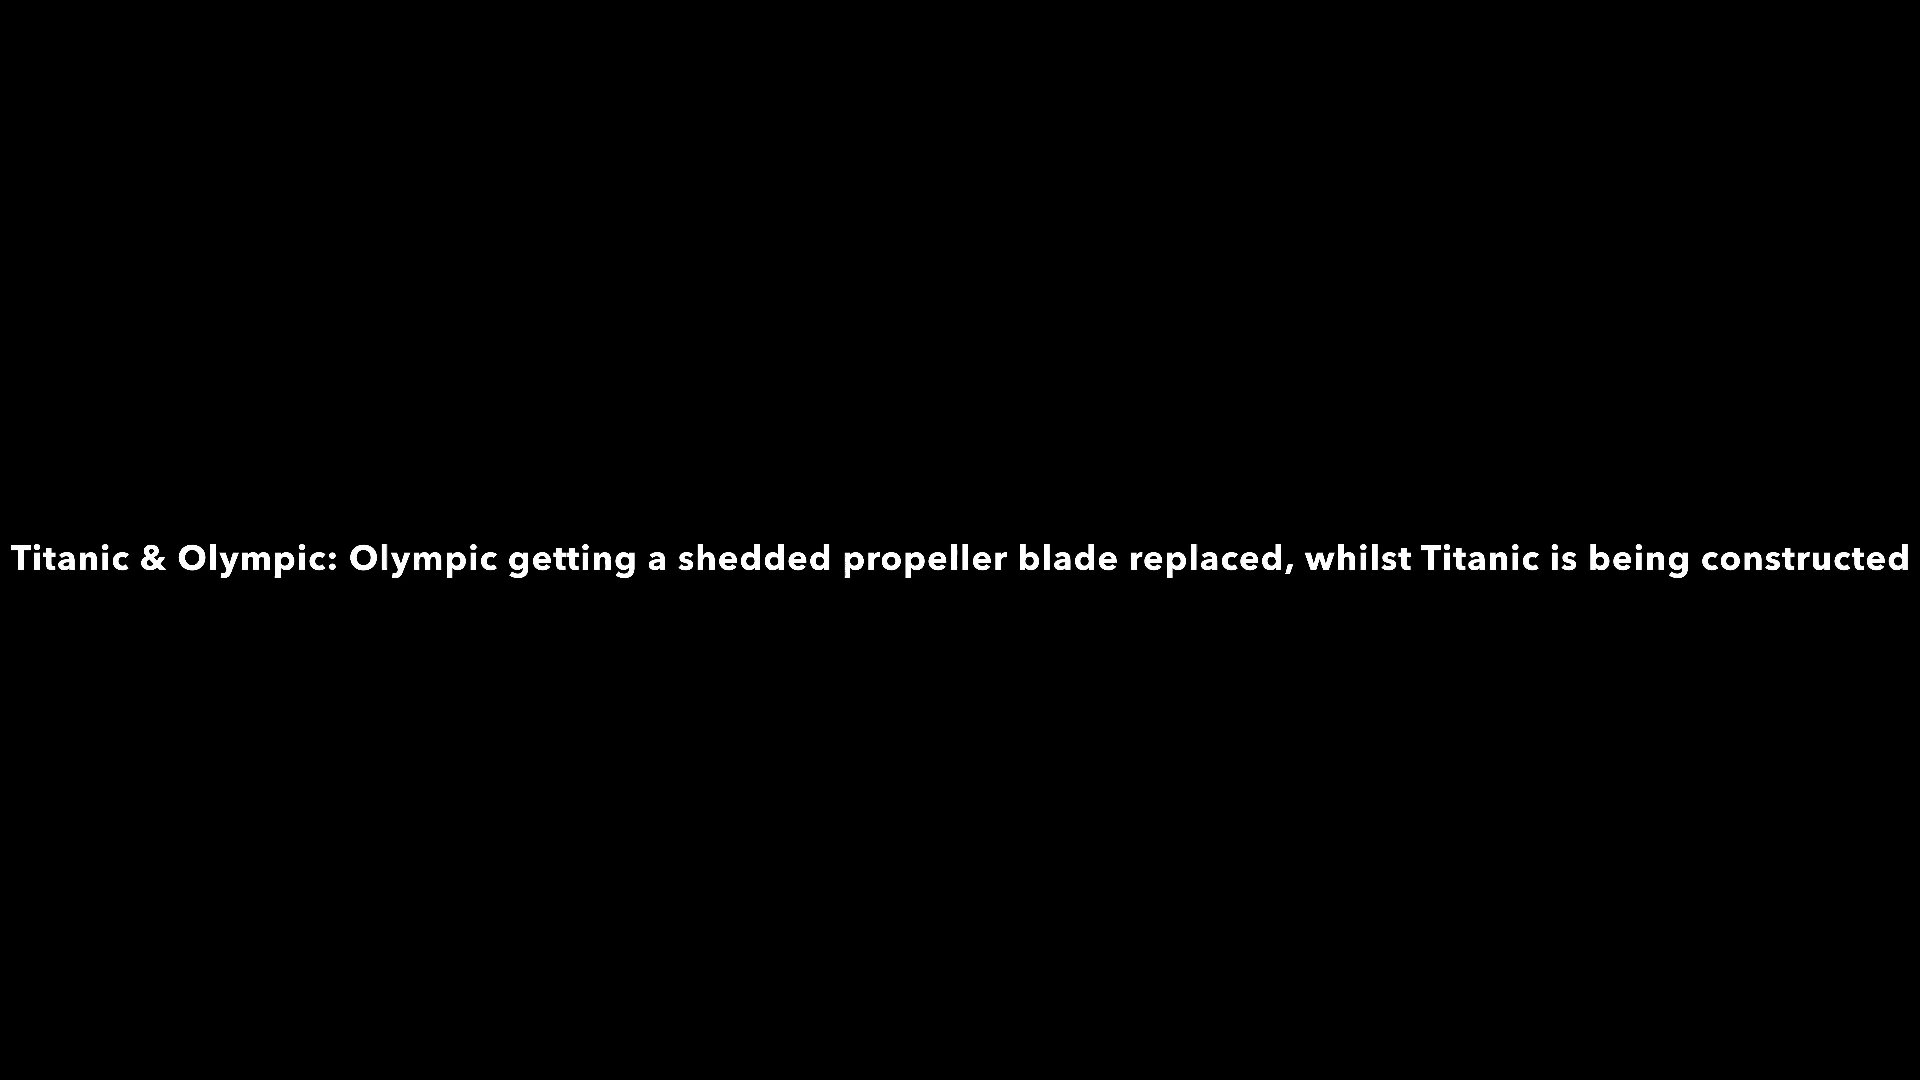 Titanic & Olympic: Olympic getting a shedded propeller blade replaced, whilst Titanic is being constructed